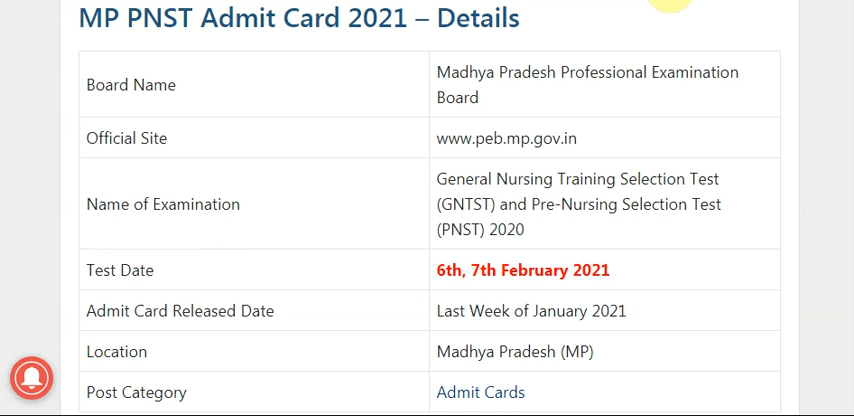 MP PNST Admit Card 2021 – Details
Board Name
Madhya Pradesh Professional Examination
Board
Official Site
www.peb.mp.gov.in
Name of Examination
General Nursing Training Selection Test
(GNTST) and Pre-Nursing Selection Test
(PNST) 2020
Test Date
6th, 7th February 2021
Admit Card Released Date
Last Week of January 2021
Location
Madhya Pradesh (MP)
Post Category
Admit Cards